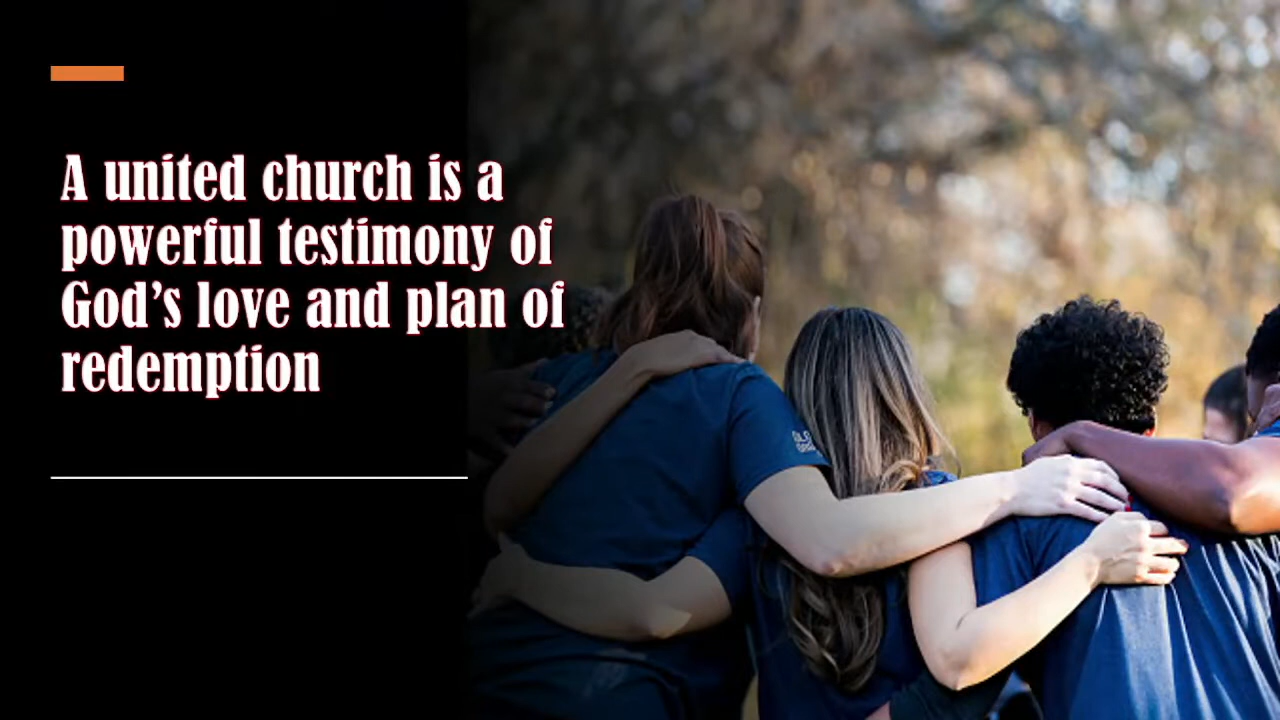 A united church is a
powerful testimony of
God’s love and plan of
redemption